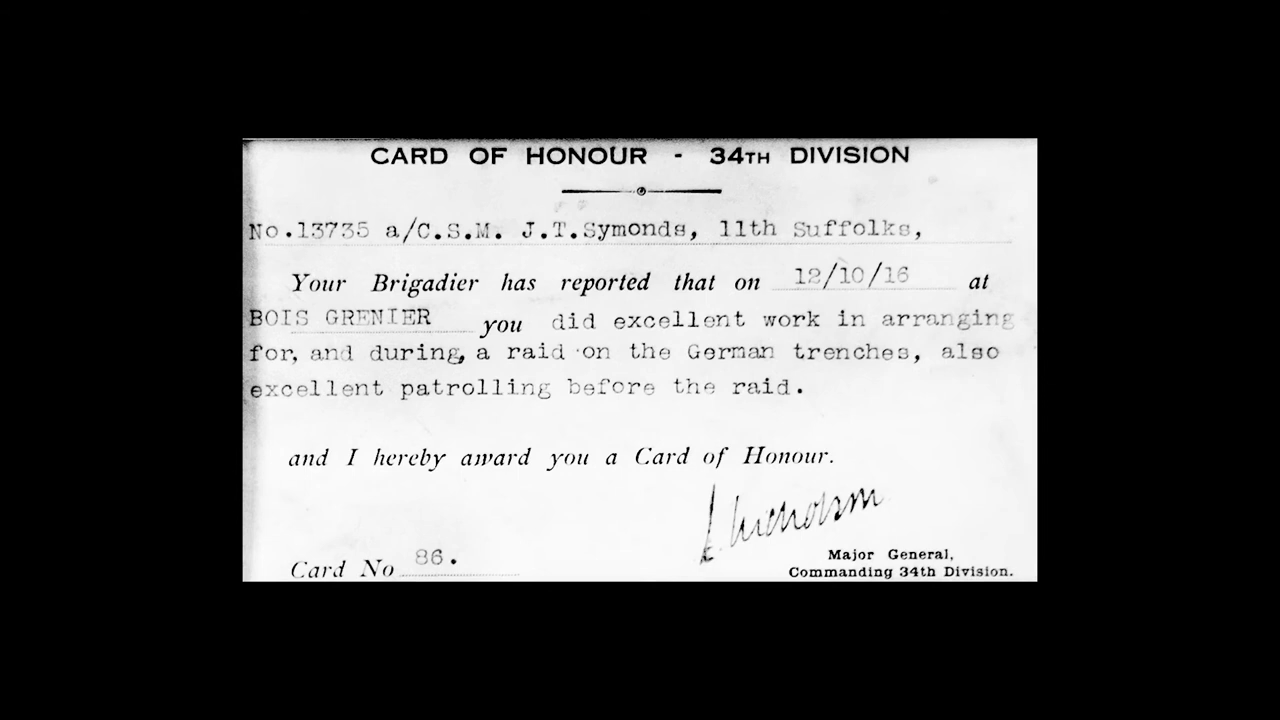 CARD OF HONOUR - 34TH DIVISION
No.13735 a/C.S.M. J.T.Symonds, 11th Suffolks,
Your Brigadier has reported that on 12/10/16 at
BOIS GRENIER you did excellent work in arranging
for, and during, a raid on the German trenches, also
excellent patrolling before the raid.
and I hereby award you a Card of Honour.
Nicholson
Major General,
Card No 86.
Commanding 34th Division.